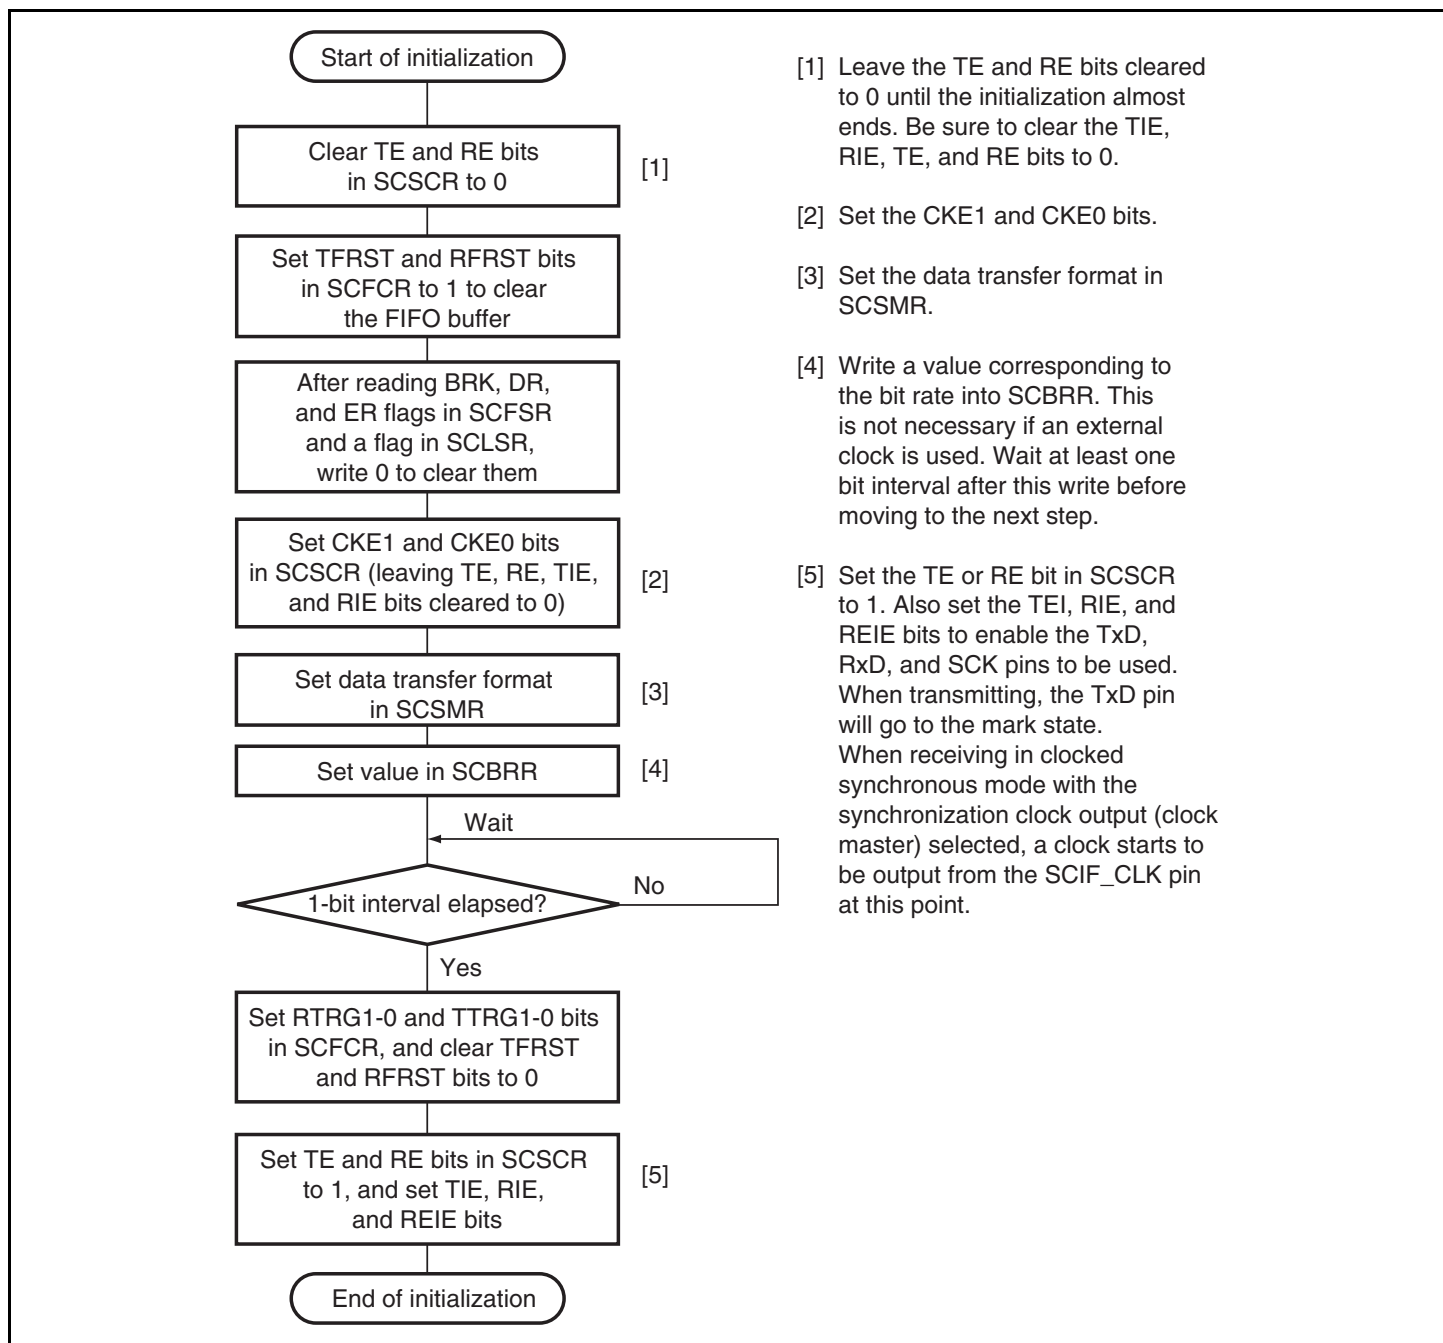 Start of initialization
Clear TE and RE bits
in SCSCR to 0
[1]
Set TFRST and RFRST bits
in SCFCR to 1 to clear
the FIFO buffer
After reading BRK, DR,
and ER flags in SCFSR
and a flag in SCLSR,
write 0 to clear them
Set CKE1 and CKE0 bits
in SCSCR (leaving TE, RE, TIE,
and RIE bits cleared to 0)
[2]
Set data transfer format
in SCSMR
[3]
Set value in SCBRR
[4]
Wait
1-bit interval elapsed?
No
Yes
Set RTRG1-0 and TTRG1-0 bits
in SCFCR, and clear TFRST
and RFRST bits to 0
Set TE and RE bits in SCSCR
to 1, and set TIE, RIE,
and REIE bits
[5]
End of initialization
[1] Leave the TE and RE bits cleared
to 0 until the initialization almost
ends. Be sure to clear the TIE,
RIE, TE, and RE bits to 0.
[2] Set the CKE1 and CKE0 bits.
[3] Set the data transfer format in
SCSMR.
[4] Write a value corresponding to
the bit rate into SCBRR. This
is not necessary if an external
clock is used. Wait at least one
bit interval after this write before
moving to the next step.
[5] Set the TE or RE bit in SCSCR
to 1. Also set the TEI, RIE, and
REIE bits to enable the TxD,
RxD, and SCK pins to be used.
When transmitting, the TxD pin
will go to the mark state.
When receiving in clocked
synchronous mode with the
synchronization clock output (clock
master) selected, a clock starts to
be output from the SCIF_CLK pin
at this point.